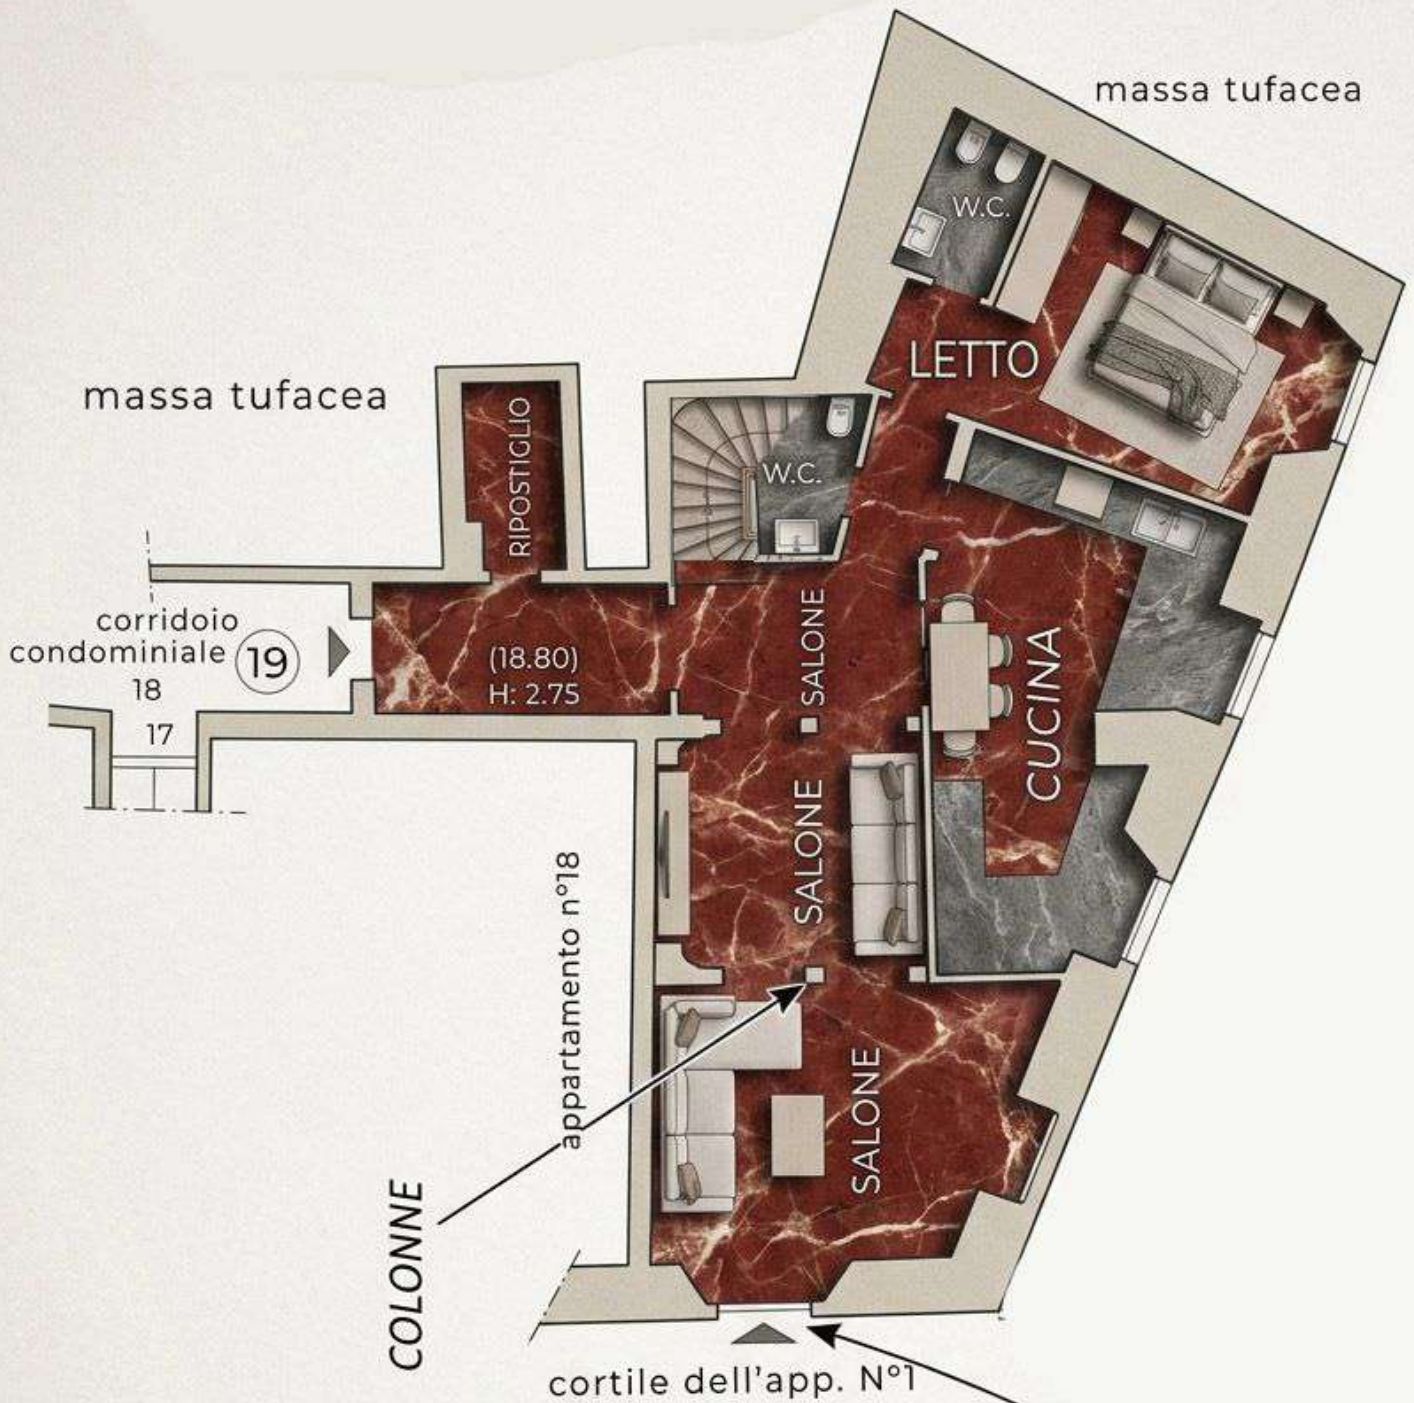 massa tufacea
W.C.
LETTO
massa tufacea
RIPOSTIGLIO
W.C.
corridoio
condominiale
19
18
17
(18.80)
H: 2.75
SALONE
CUCINA
SALONE
appartamento n°18
SALONE
COLONNE
cortile dell'app. N°1